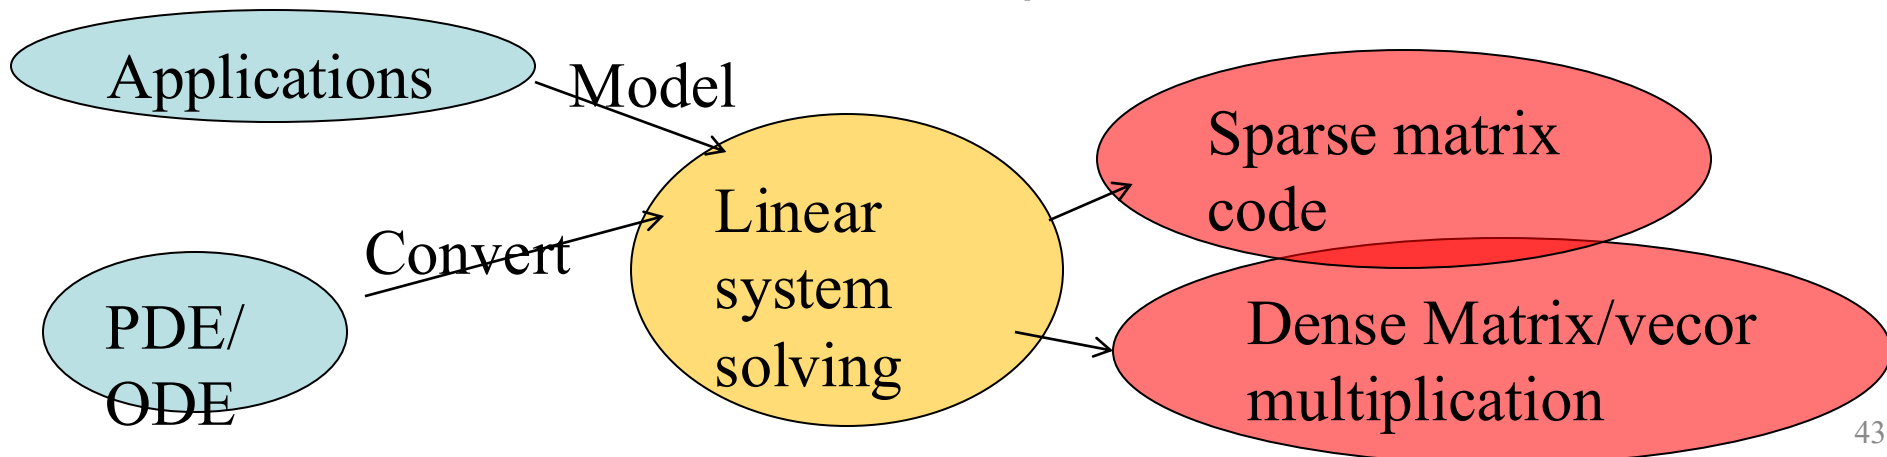 Applications
Model
Convert
PDE/
ODE
Linear
system
solving
Sparse matrix
code
Dense Matrix/vecor
multiplication
43